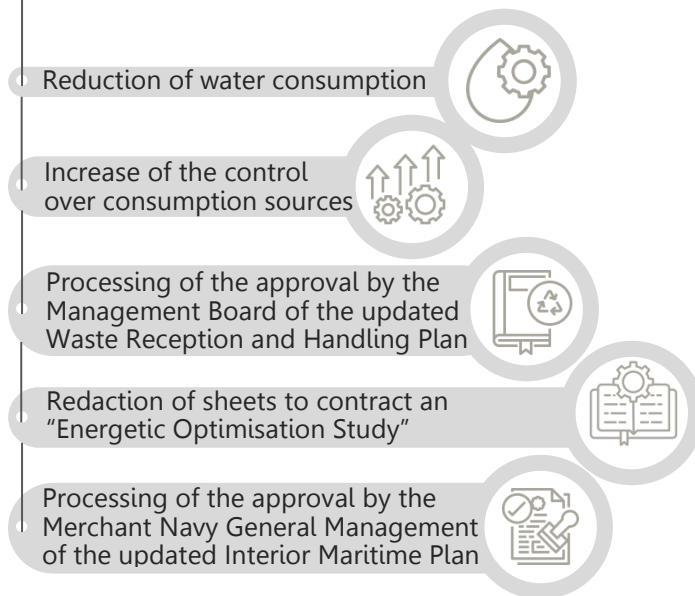 Reduction of water consumption
Increase of the control
over consumption sources
Processing of the approval by the
Management Board of the updated
Waste Reception and Handling Plan
Redaction of sheets to contract an
“Energetic Optimisation Study”
Processing of the approval by the
Merchant Navy General Management
of the updated Interior Maritime Plan